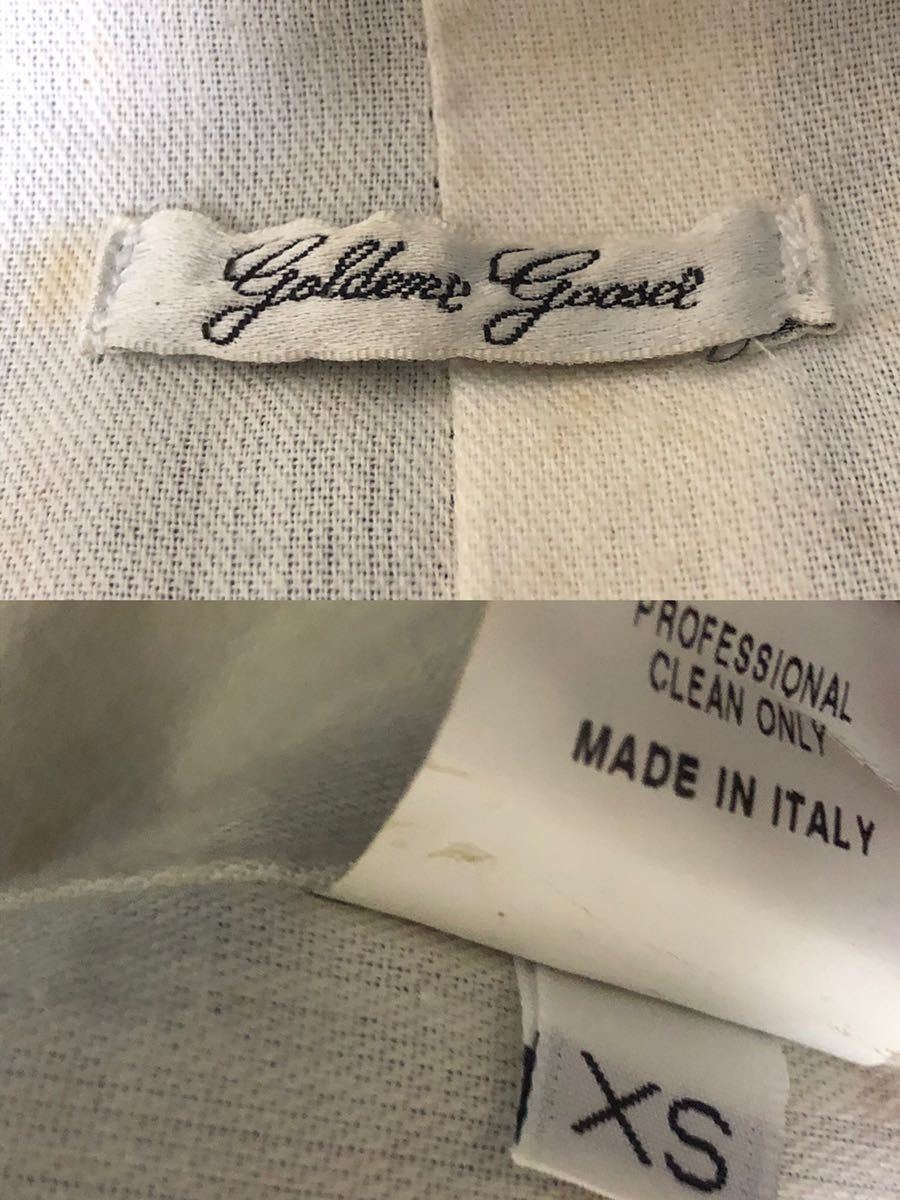 Golden Goose
PROFESSIONAL
CLEAN ONLY
MADE IN ITALY
XS